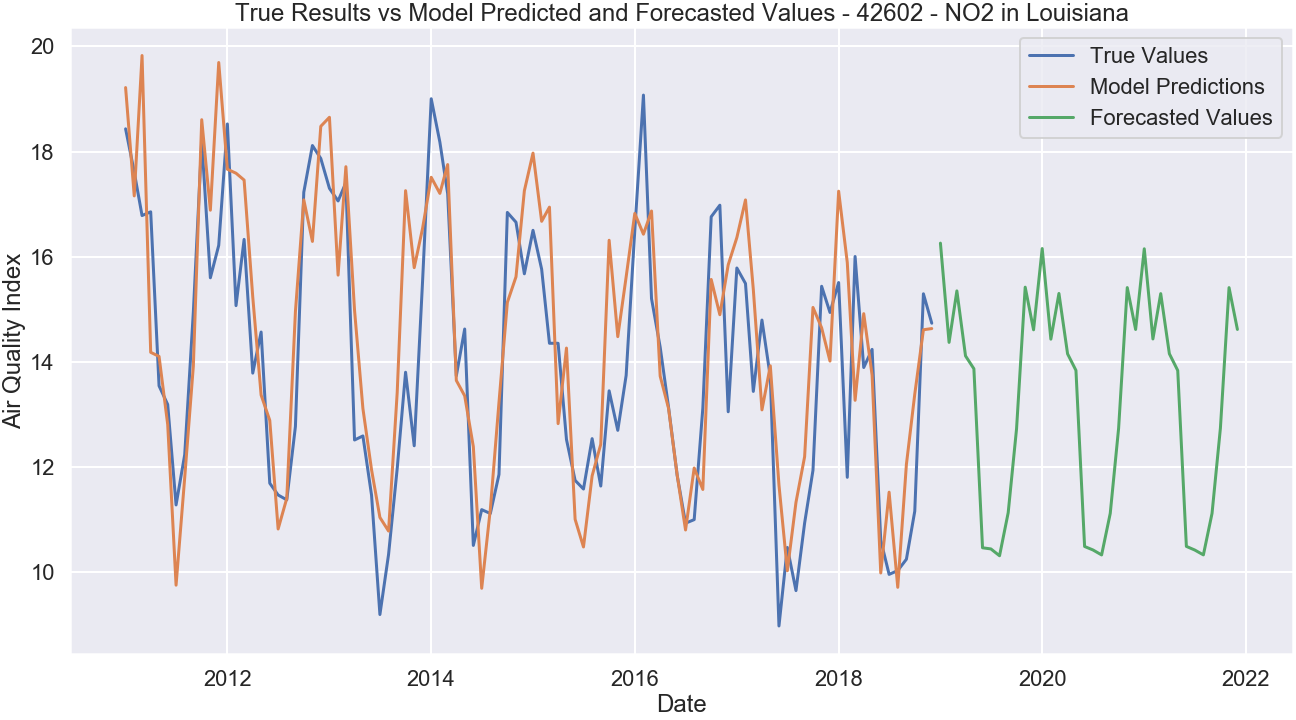 True Results vs Model Predicted and Forecasted Values - 42602 - NO2 in Louisiana
True Values
Model Predictions
Forecasted Values
Air Quality Index
20
18
16
14
12
10
2012 2014 2016 2018 2020 2022
Date